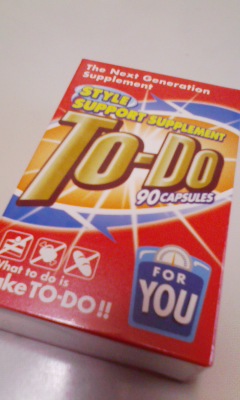 The Next Generation
Supplement
STYLE
SUPPORT SUPPLEMENT
To-Do
90 CAPSULES
What to do is
ake TO-DO!!
FOR
YOU